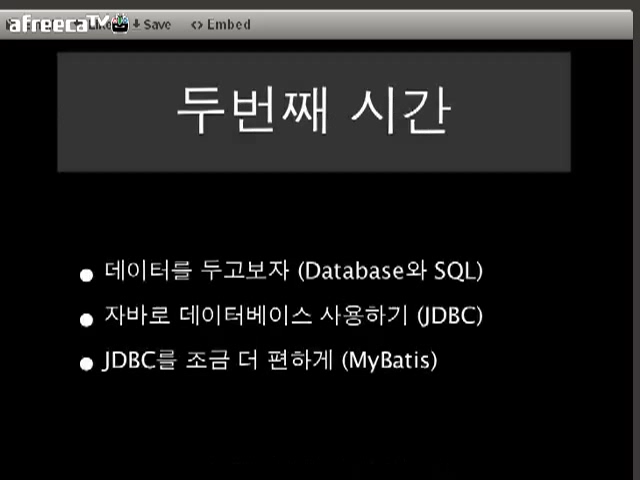 afreecaTV
Save
<> Embed
두번째 시간
데이터를 두고보자 (Database와 SQL)
자바로 데이터베이스 사용하기 (JDBC)
JDBC를 조금 더 편하게 (MyBatis)